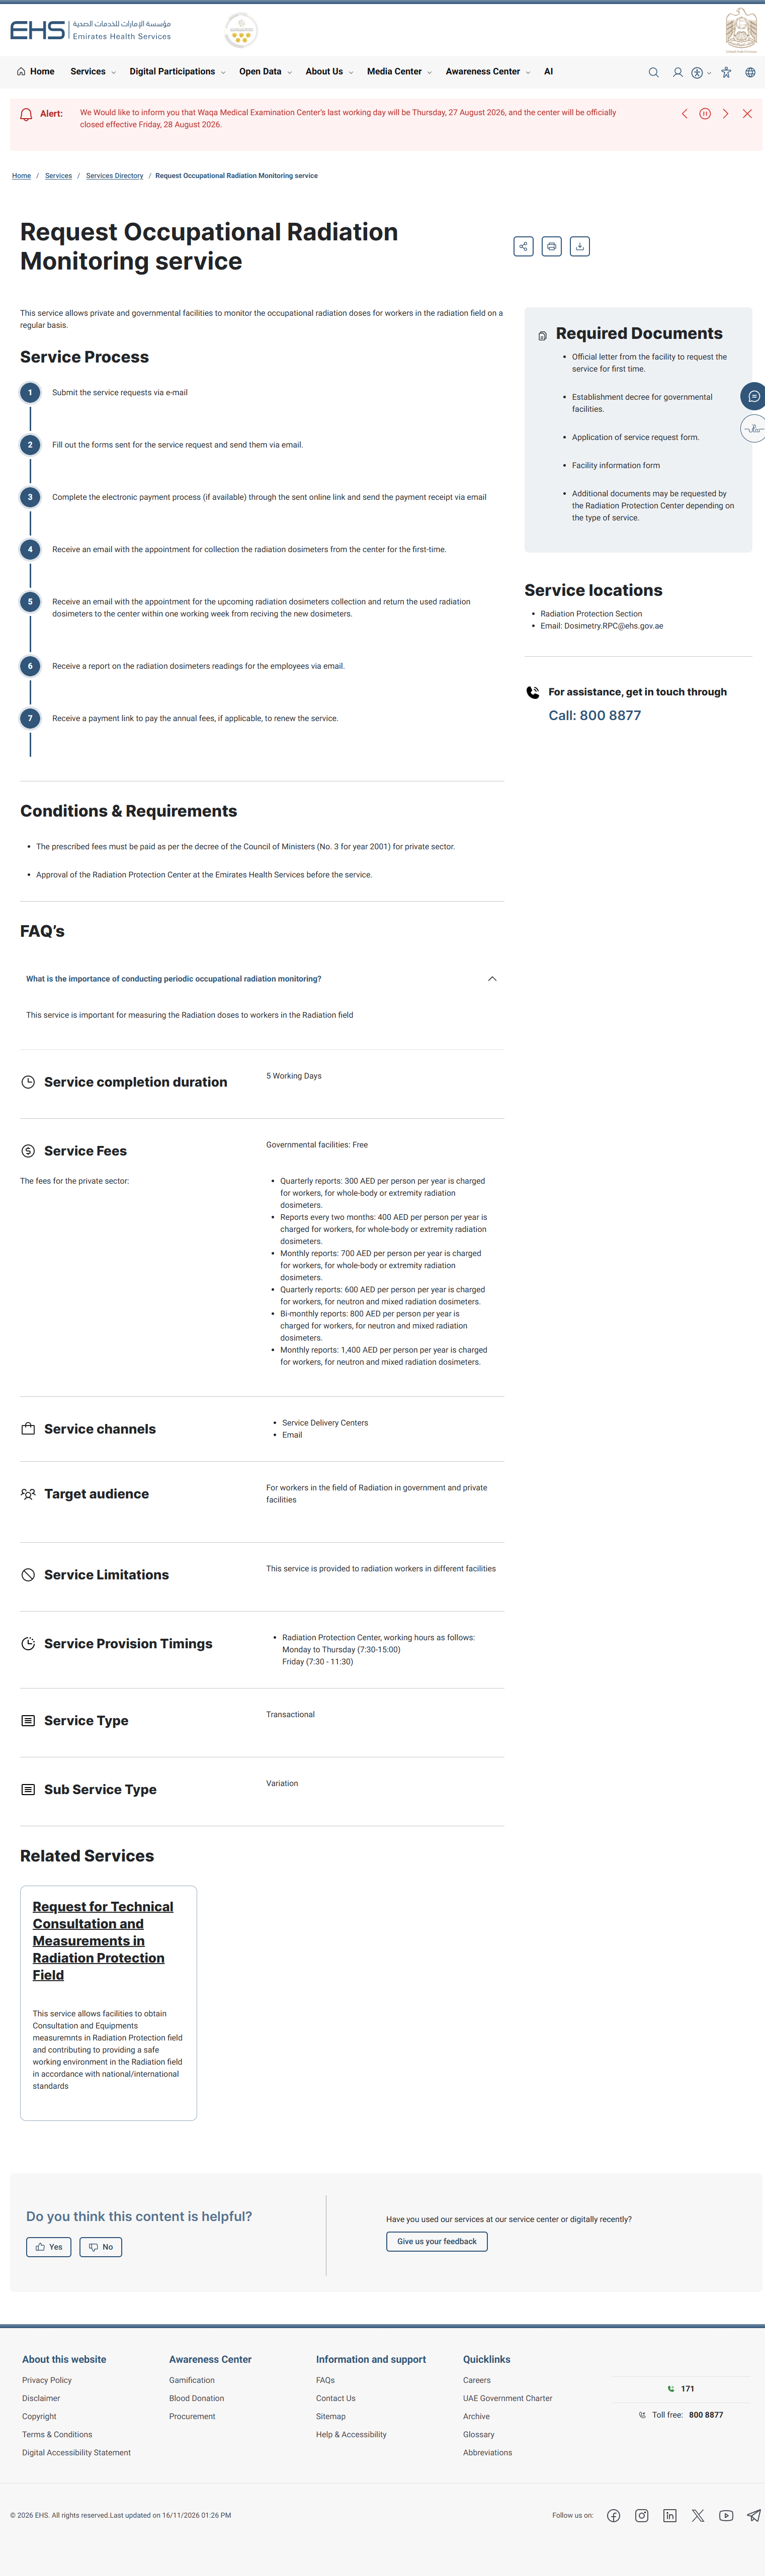 EHS
مؤسسة الإمارات للخدمات الصحية
Emirates Health Services
Home
Services
Digital Participations
Open Data
About Us
Media Center
Awareness Center
AI
Alert:
We Would like to inform you that Waqa Medical Examination Center's last working day will be Thursday, 27 August 2026, and the center will be officially
closed effective Friday, 28 August 2026.
Home / Services / Services Directory / Request Occupational Radiation Monitoring service
Request Occupational Radiation
Monitoring service
This service allows private and governmental facilities to monitor the occupational radiation doses for workers in the radiation field on a
regular basis.
Service Process
1 Submit the service requests via e-mail
2 Fill out the forms sent for the service request and send them via email.
3 Complete the electronic payment process (if available) through the sent online link and send the payment receipt via email
4 Receive an email with the appointment for collection the radiation dosimeters from the center for the first-time.
5 Receive an email with the appointment for the upcoming radiation dosimeters collection and return the used radiation
dosimeters to the center within one working week from reciving the new dosimeters.
6 Receive a report on the radiation dosimeters readings for the employees via email.
7 Receive a payment link to pay the annual fees, if applicable, to renew the service.
Required Documents
• Official letter from the facility to request the
service for first time.
• Establishment decree for governmental
facilities.
• Application of service request form.
• Facility information form
• Additional documents may be requested by
the Radiation Protection Center depending on
the type of service.
Service locations
• Radiation Protection Section
• Email: Dosimetry.RPC@ehs.gov.ae
For assistance, get in touch through
Call: 800 8877
Conditions & Requirements
• The prescribed fees must be paid as per the decree of the Council of Ministers (No. 3 for year 2001) for private sector.
• Approval of the Radiation Protection Center at the Emirates Health Services before the service.
FAQ's
What is the importance of conducting periodic occupational radiation monitoring?
This service is important for measuring the Radiation doses to workers in the Radiation field
Service completion duration
5 Working Days
Service Fees
Governmental facilities: Free
The fees for the private sector:
• Quarterly reports: 300 AED per person per year is charged
for workers, for whole-body or extremity radiation
dosimeters.
• Reports every two months: 400 AED per person per year is
charged for workers, for whole-body or extremity radiation
dosimeters.
• Monthly reports: 700 AED per person per year is charged
for workers, for whole-body or extremity radiation
dosimeters.
• Quarterly reports: 600 AED per person per year is charged
for workers, for neutron and mixed radiation dosimeters.
• Bi-monthly reports: 800 AED per person per year is
charged for workers, for neutron and mixed radiation
dosimeters.
• Monthly reports: 1,400 AED per person per year is charged
for workers, for neutron and mixed radiation dosimeters.
Service channels
• Service Delivery Centers
• Email
Target audience
For workers in the field of Radiation in government and private
facilities
Service Limitations
This service is provided to radiation workers in different facilities
Service Provision Timings
• Radiation Protection Center, working hours as follows:
Monday to Thursday (7:30-15:00)
Friday (7:30 - 11:30)
Service Type
Transactional
Sub Service Type
Variation
Related Services
Request for Technical
Consultation and
Measurements in
Radiation Protection
Field
This service allows facilities to obtain
Consultation and Equipments
measuremnts in Radiation Protection field
and contributing to providing a safe
working environment in the Radiation field
in accordance with national/international
standards
Do you think this content is helpful?
Yes
No
Have you used our services at our service center or digitally recently?
Give us your feedback
About this website
Privacy Policy
Disclaimer
Copyright
Terms & Conditions
Digital Accessibility Statement
Awareness Center
Gamification
Blood Donation
Procurement
Information and support
FAQs
Contact Us
Sitemap
Help & Accessibility
Quicklinks
Careers
UAE Government Charter
Archive
Glossary
Abbreviations
171
Toll free: 800 8877
© 2026 EHS. All rights reserved.Last updated on 16/11/2026 01:26 PM
Follow us on: